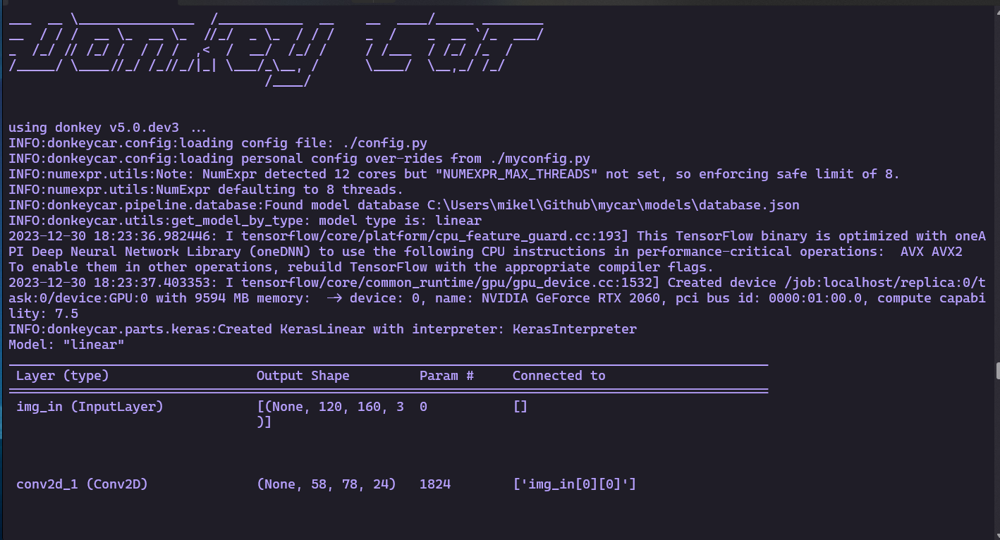 ___  __ \_______________  /____________  __    __  ____/_____ _________
__  / / /  __ \_  __ \_  //_/  _ \_  / / /    _  /    _  __ `/_  ___/
_  /_/ // /_/ /  / / /  ,<  /  __/  /_/ /     / /___  / /_/ /_  /
/_____/ \____//_/ /_//_/|_| \___/_\__, /      \____/  \__,_/ /_/
                                 /____/
using donkey v5.0.dev3 ...
INFO:donkeycar.config:loading config file: ./config.py
INFO:donkeycar.config:loading personal config over-rides from ./myconfig.py
INFO:numexpr.utils:Note: NumExpr detected 12 cores but "NUMEXPR_MAX_THREADS" not set, so enforcing safe limit of 8.
INFO:numexpr.utils:NumExpr defaulting to 8 threads.
INFO:donkeycar.pipeline.database:Found model database C:\Users\mikel\Github\mycar\models\database.json
INFO:donkeycar.utils:get_model_by_type: model type is: linear
2023-12-30 18:23:36.982446: I tensorflow/core/platform/cpu_feature_guard.cc:193] This TensorFlow binary is optimized with oneA
PI Deep Neural Network Library (oneDNN) to use the following CPU instructions in performance-critical operations:  AVX AVX2
To enable them in other operations, rebuild TensorFlow with the appropriate compiler flags.
2023-12-30 18:23:37.403353: I tensorflow/core/common_runtime/gpu/gpu_device.cc:1532] Created device /job:localhost/replica:0/t
ask:0/device:GPU:0 with 9594 MB memory:  -> device: 0, name: NVIDIA GeForce RTX 2060, pci bus id: 0000:01:00.0, compute capabi
lity: 7.5
INFO:donkeycar.parts.keras:Created KerasLinear with interpreter: KerasInterpreter
Model: "linear"
Layer (type)                   Output Shape         Param #     Connected to
img_in (InputLayer)            [(None, 120, 160, 3  0           []
                               )]
conv2d_1 (Conv2D)              (None, 58, 78, 24)   1824        ['img_in[0][0]']